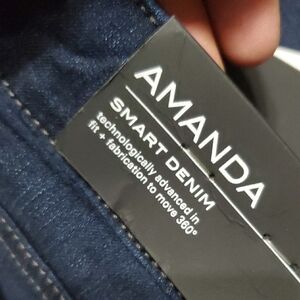 AMANDA
SMART DENIM
technologically advanced in
fit + fabrication to move 360°